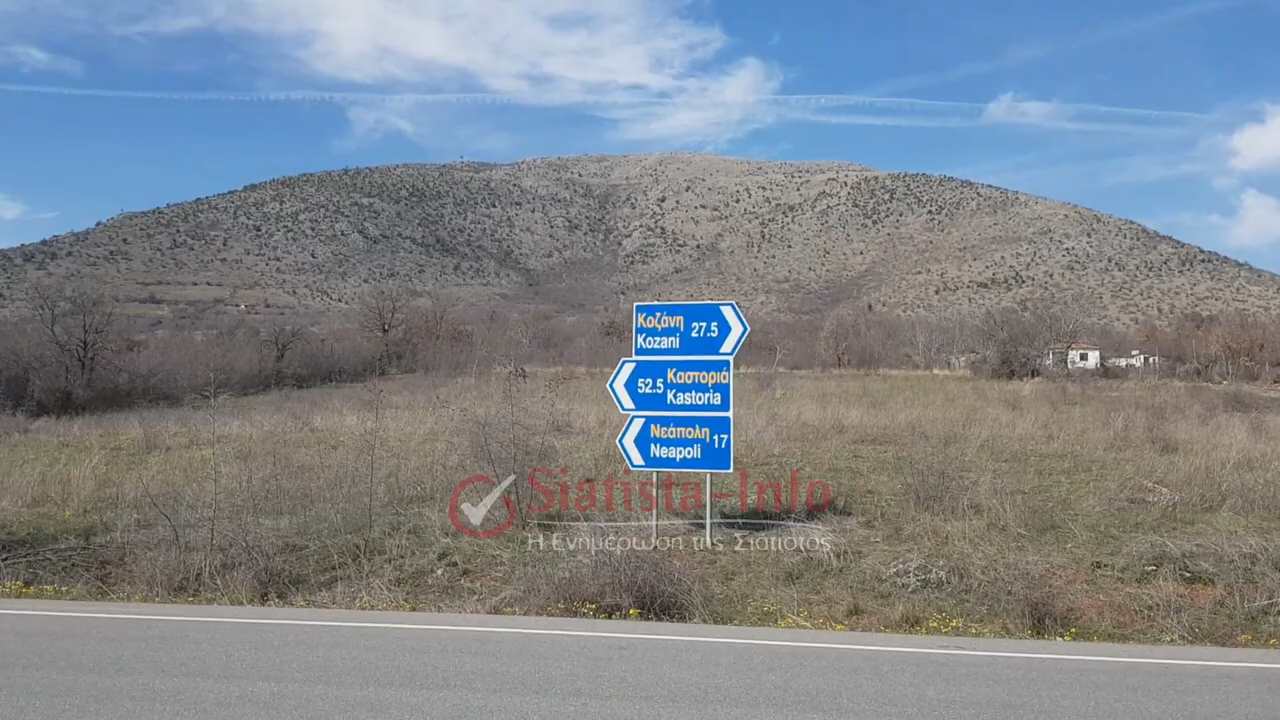 Κοζάνη 27.5
Kozani
52.5 Καστοριά
Kastoria
Νεάπολη 17
Neapoli
Siatista-Info
Η Ενημέρωση της Σιάτιστας